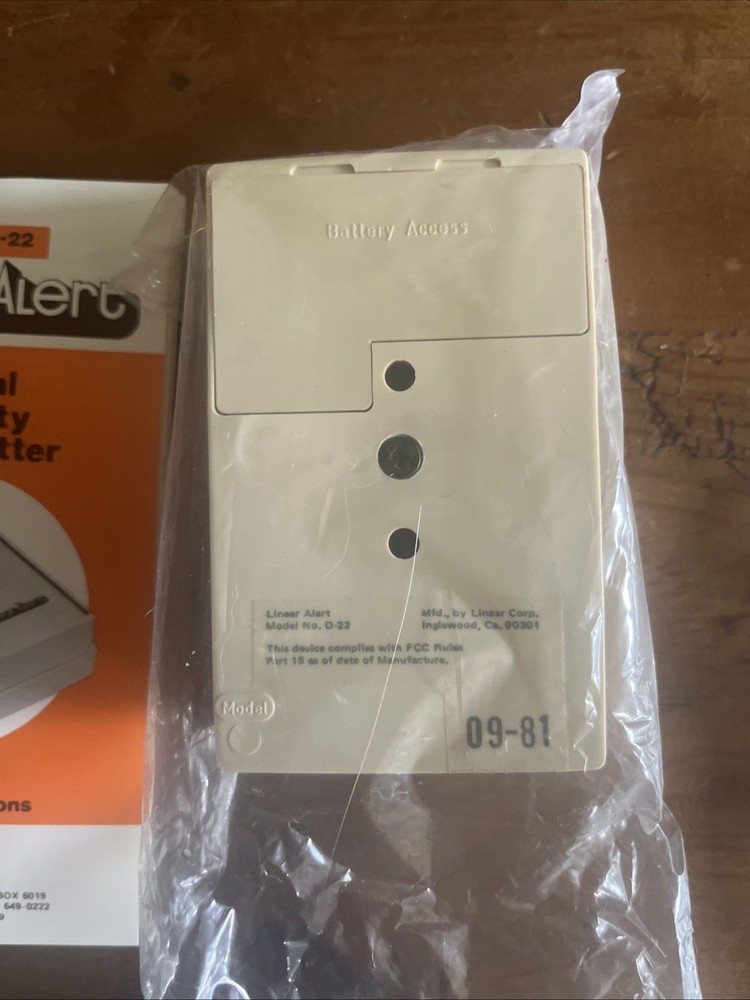 -22
Alert
al
ty
tter
ons
BOX 6019
649-0222
9
Battery Access
Linear Alert
Model No. D-22
Mfd., by Linear Corp.
Inglewood, Ca. 90301
This device complies with FCC Rules
Part 15 as of date of Manufacture.
Model
09-81